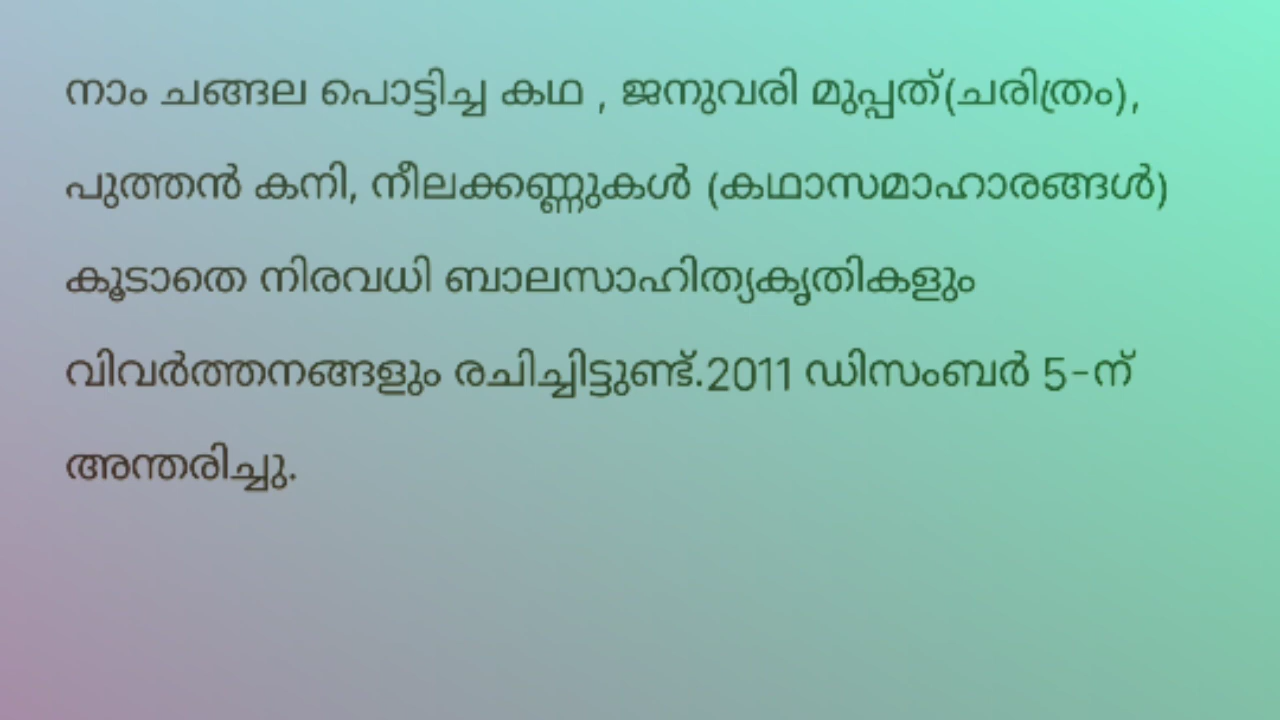 നാം ചങ്ങല പൊട്ടിച്ച കഥ , ജനുവരി മുപ്പത്(ചരിത്രം),
പുത്തൻ കനി, നീലക്കണ്ണുകൾ (കഥാസമാഹാരങ്ങൾ)
കൂടാതെ നിരവധി ബാലസാഹിത്യകൃതികളും
വിവർത്തനങ്ങളും രചിച്ചിട്ടുണ്ട്.2011 ഡിസംബർ 5-ന്
അന്തരിച്ചു.